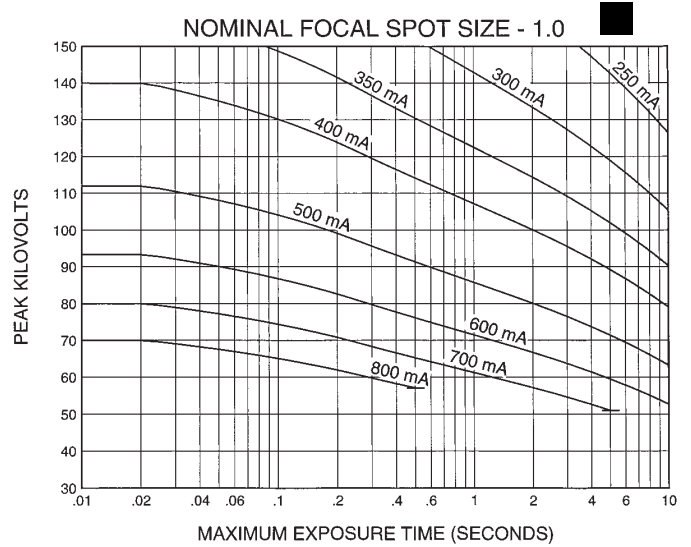 NOMINAL FOCAL SPOT SIZE - 1.0
150
140
130
120
110
100
90
80
70
60
50
40
30
PEAK KILOVOLTS
250 mA
300 mA
350 mA
400 mA
500 mA
600 mA
700 mA
800 mA
.01 .02 .04 .06 .1 .2 .4 .6 1 2 4 6 10
MAXIMUM EXPOSURE TIME (SECONDS)